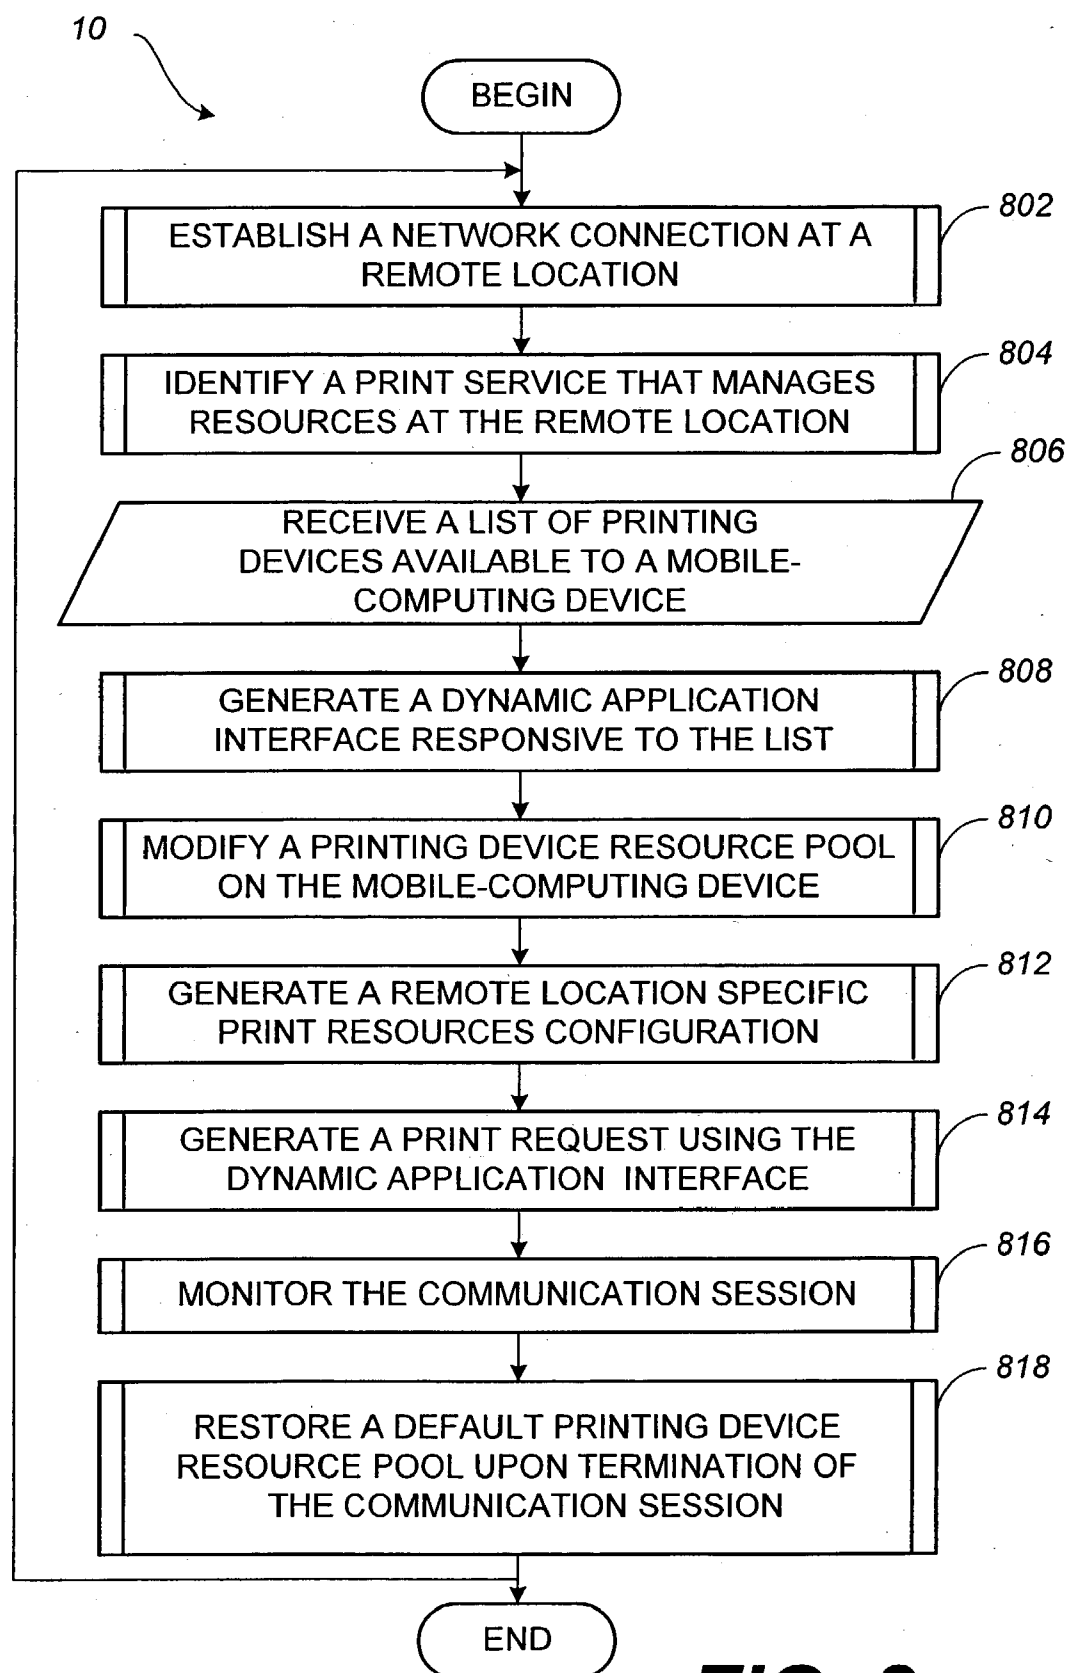 10
BEGIN
802
ESTABLISH A NETWORK CONNECTION AT A
REMOTE LOCATION
804
IDENTIFY A PRINT SERVICE THAT MANAGES
RESOURCES AT THE REMOTE LOCATION
806
RECEIVE A LIST OF PRINTING
DEVICES AVAILABLE TO A MOBILE-
COMPUTING DEVICE
808
GENERATE A DYNAMIC APPLICATION
INTERFACE RESPONSIVE TO THE LIST
810
MODIFY A PRINTING DEVICE RESOURCE POOL
ON THE MOBILE-COMPUTING DEVICE
812
GENERATE A REMOTE LOCATION SPECIFIC
PRINT RESOURCES CONFIGURATION
814
GENERATE A PRINT REQUEST USING THE
DYNAMIC APPLICATION INTERFACE
816
MONITOR THE COMMUNICATION SESSION
818
RESTORE A DEFAULT PRINTING DEVICE
RESOURCE POOL UPON TERMINATION OF
THE COMMUNICATION SESSION
END